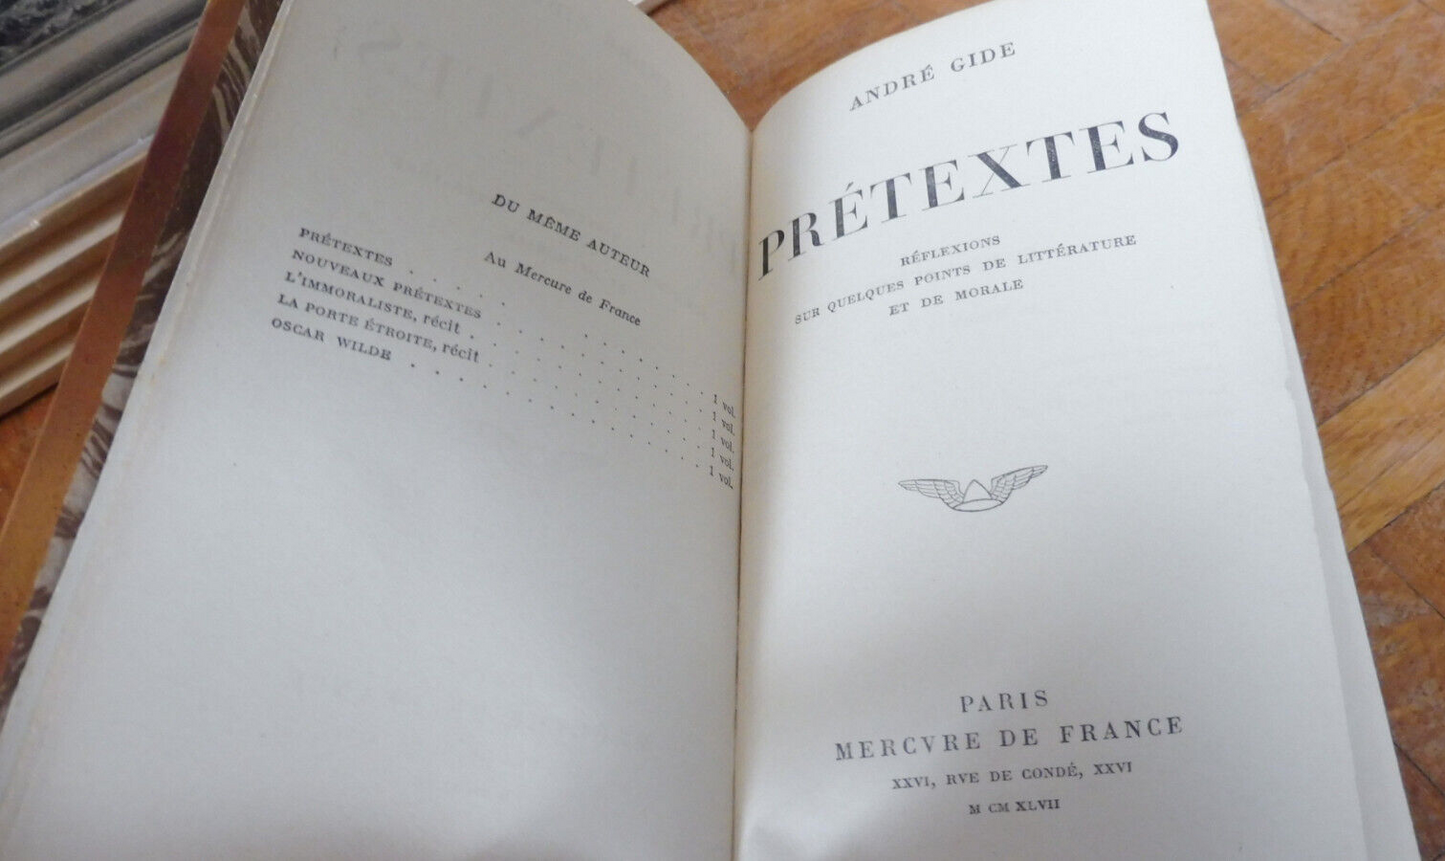 DU MÊME AUTEUR
Au Mercure de France
PRÉTEXTES . . . . . . . . . . . . 1 vol.
NOUVEAUX PRÉTEXTES . . . . . . . . . . 1 vol.
L'IMMORALISTE, récit . . . . . . . . . . 1 vol.
LA PORTE ÉTROITE, récit . . . . . . . . . . 1 vol.
OSCAR WILDE . . . . . . . . . . . . 1 vol.
ANDRÉ GIDE
PRÉTEXTES
RÉFLEXIONS
SUR QUELQUES POINTS DE LITTÉRATURE
ET DE MORALE
PARIS
MERCVRE DE FRANCE
XXVI, RVE DE CONDÉ, XXVI
M CM XLVII